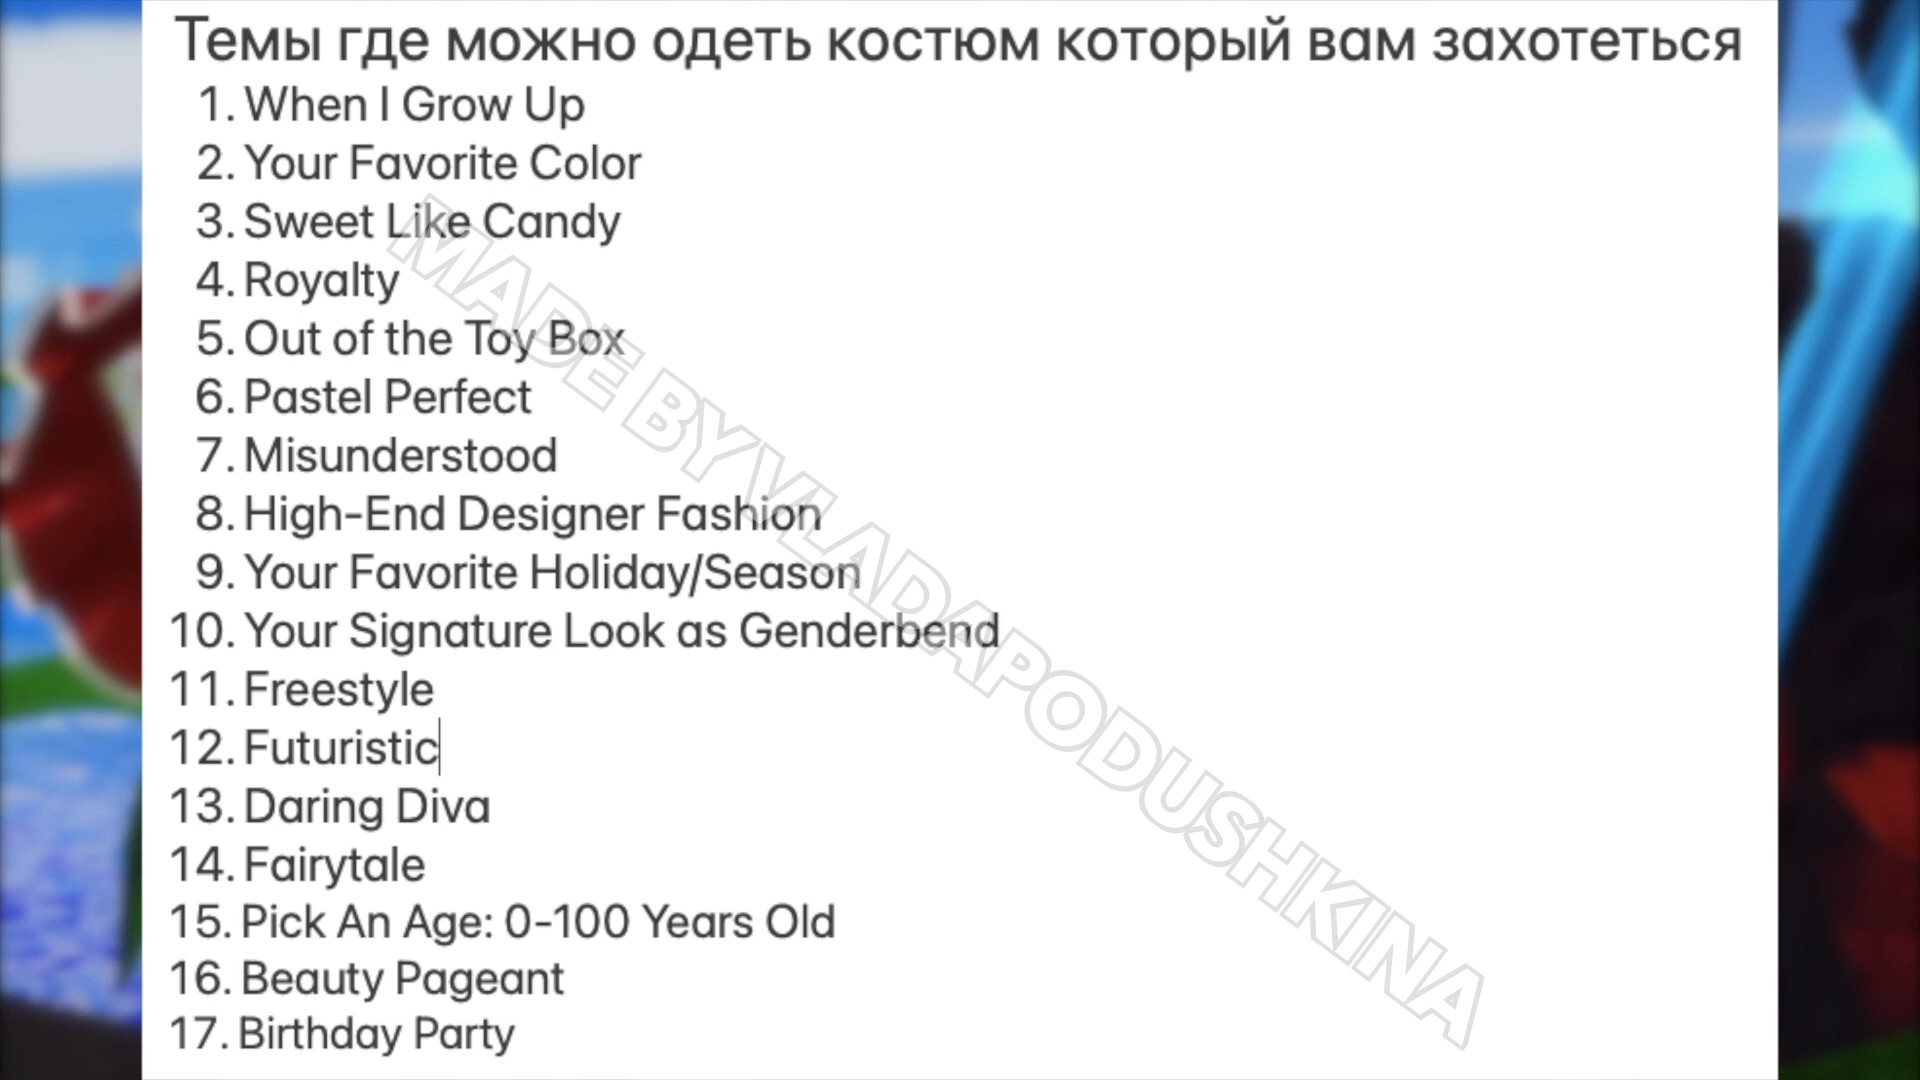 Темы где можно одеть костюм который вам захотеться
1. When I Grow Up
2. Your Favorite Color
3. Sweet Like Candy
4. Royalty
5. Out of the Toy Box
6. Pastel Perfect
7. Misunderstood
8. High-End Designer Fashion
9. Your Favorite Holiday/Season
10. Your Signature Look as Genderbend
11. Freestyle
12. Futuristic
13. Daring Diva
14. Fairytale
15. Pick An Age: 0-100 Years Old
16. Beauty Pageant
17. Birthday Party
MADE BY VLADAPODUSHKINA